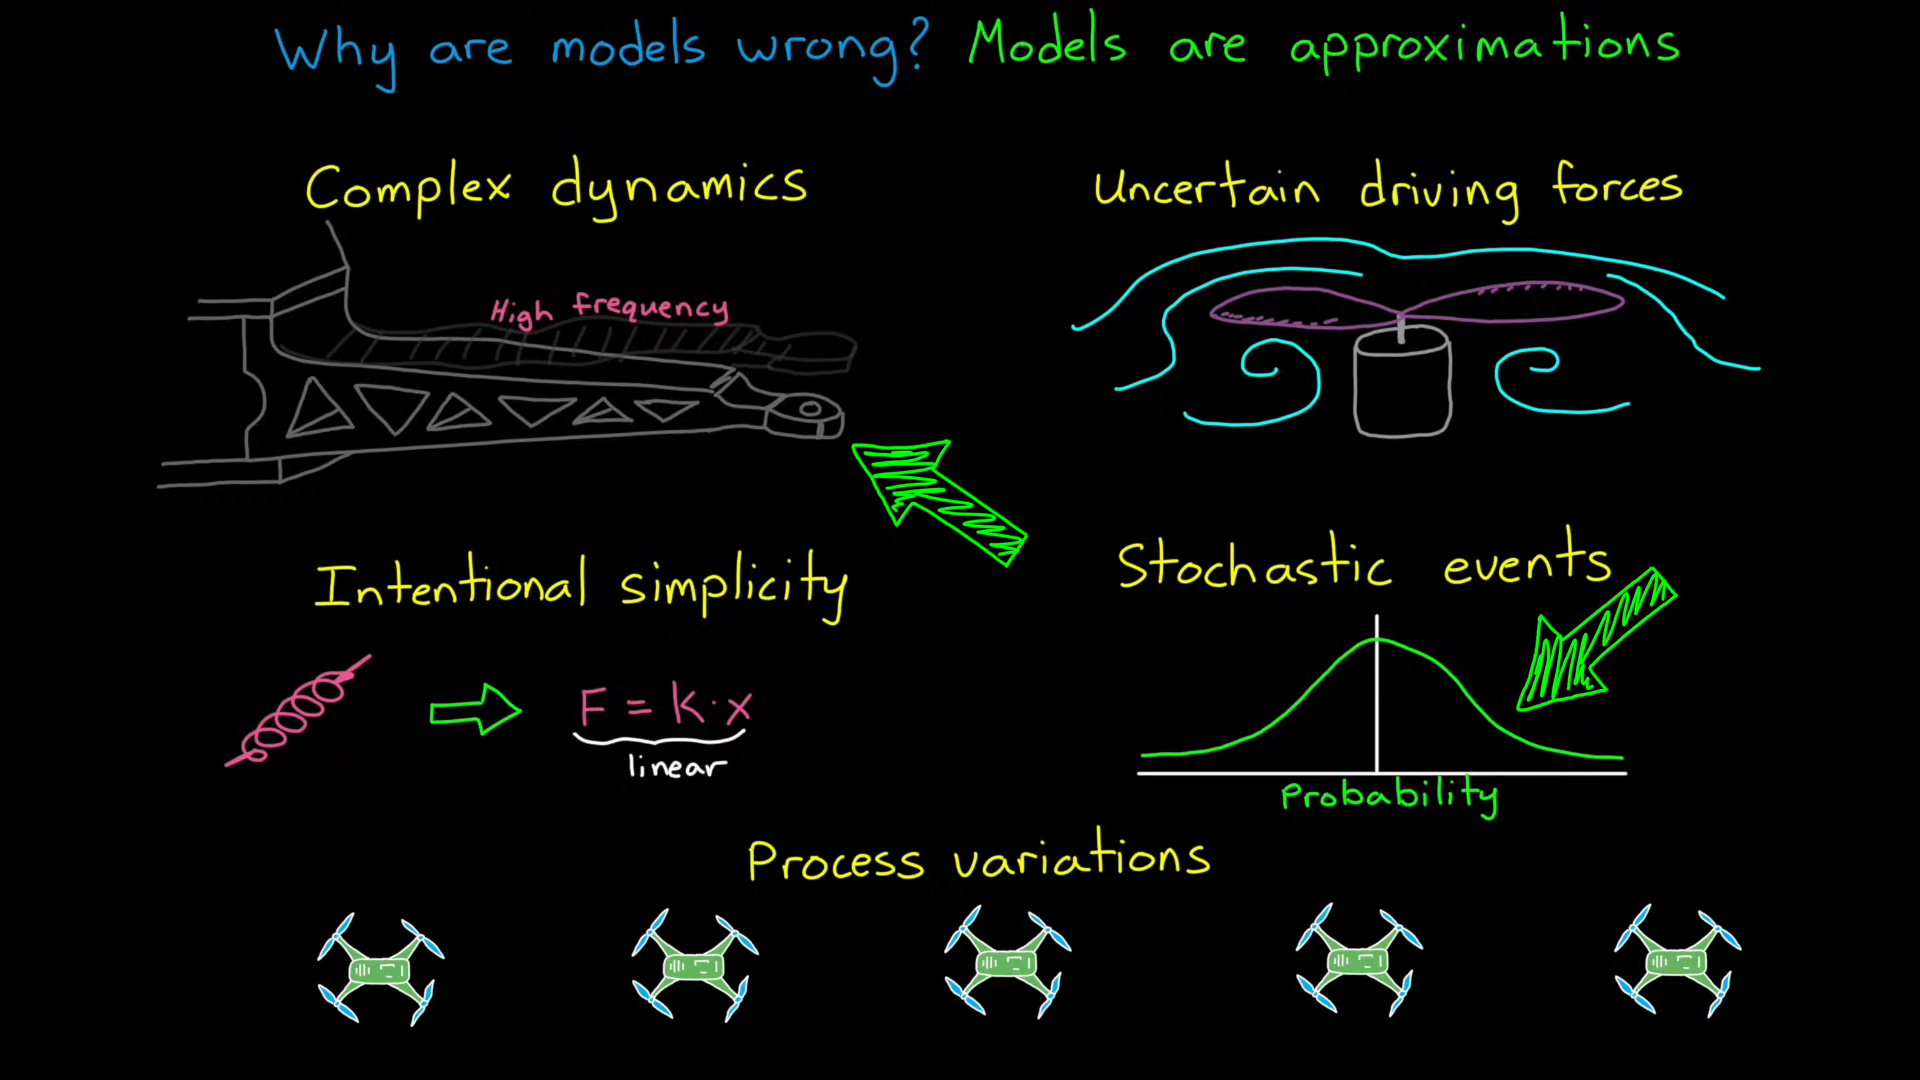 Why are models wrong? Models are approximations
Complex dynamics
High frequency
Uncertain driving forces
Intentional simplicity
F = K·x
linear
Stochastic events
Probability
Process variations